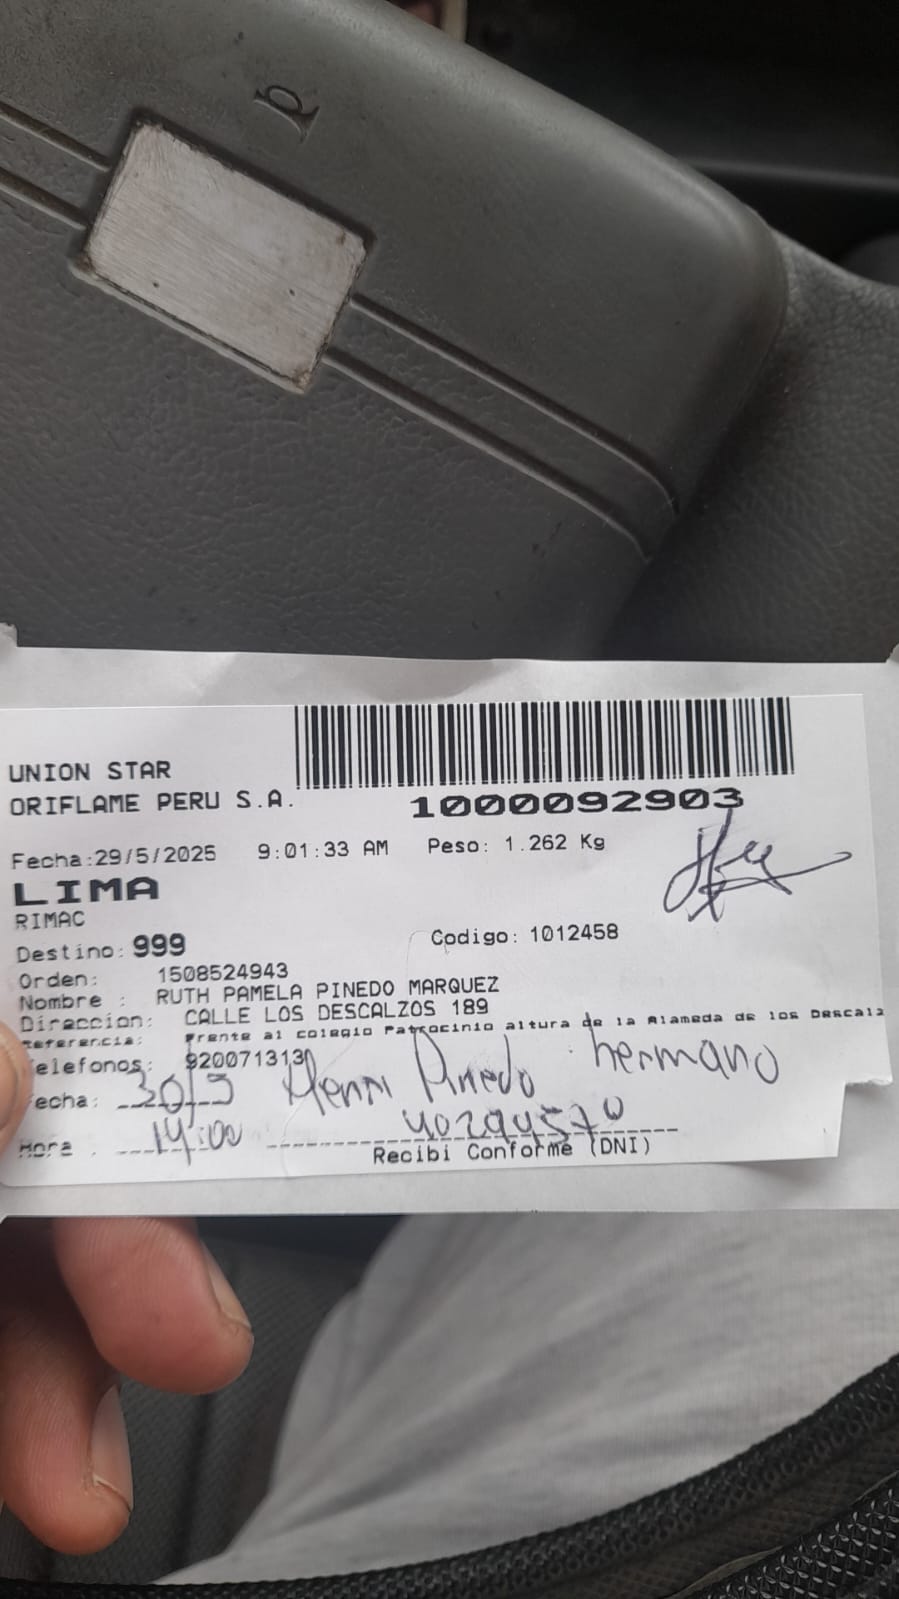 p
UNION STAR
ORIFLAME PERU S.A.
1000092903
Fecha:29/5/2025 9:01:33 AM Peso: 1.262 Kg
LIMA
RIMAC
Destino: 999 Codigo: 1012458
Orden: 1508524943
Nombre : RUTH PAMELA PINEDO MARQUEZ
Direccion: CALLE LOS DESCALZOS 189
Referencia: Frente al colegio Patrocinio altura de la Alameda de los Descalz
elefonos: 920071313
echa: 30/5 Henri Pinedo hermano
Hora : 14:00 40294570
Recibi Conforme (DNI)